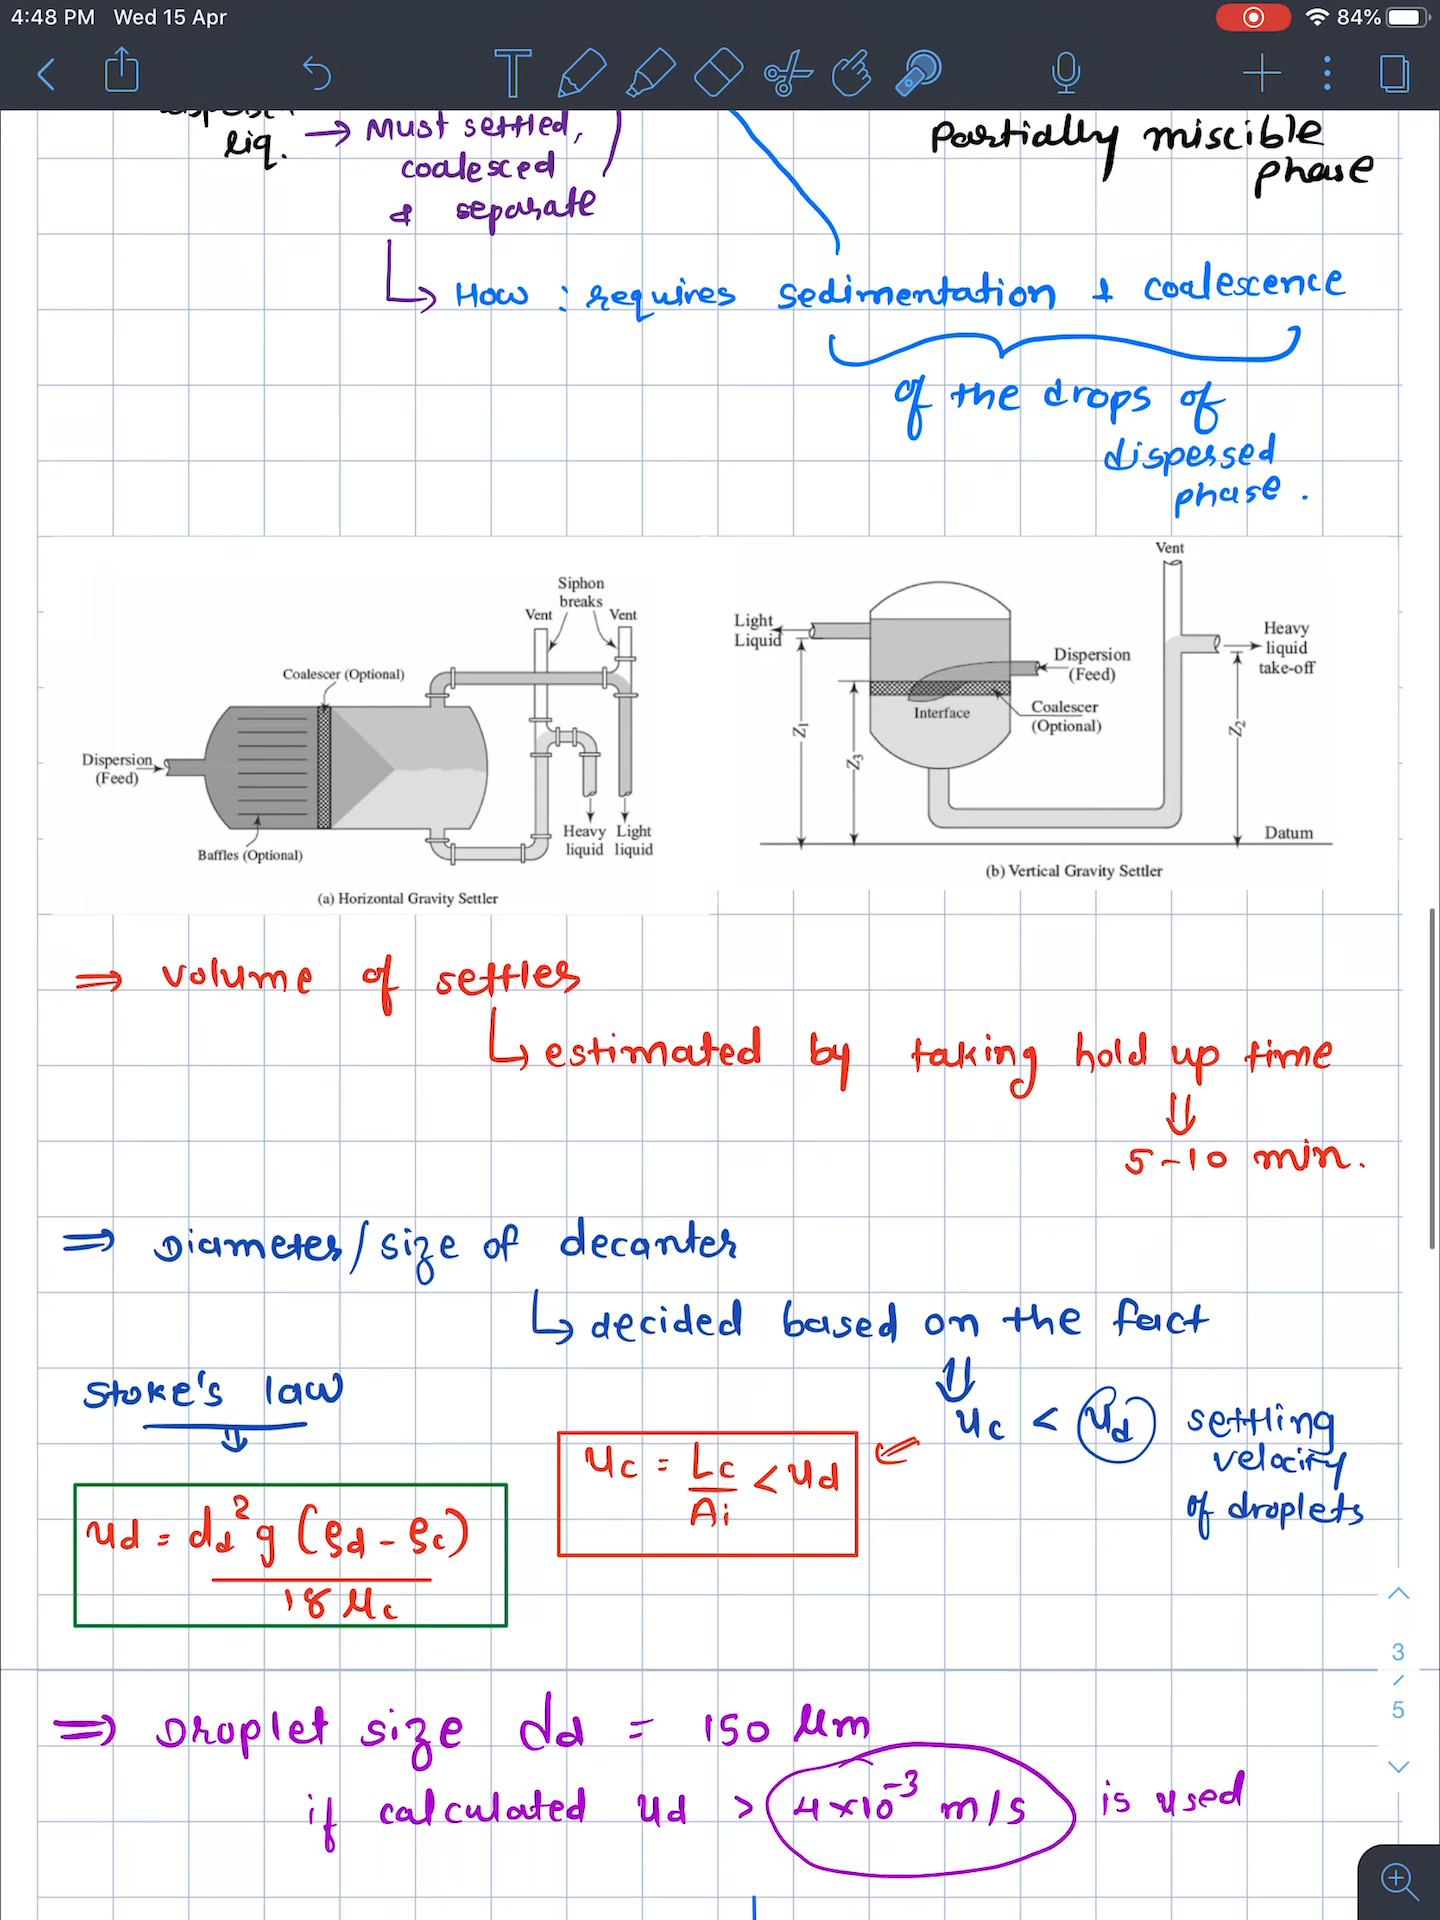 4:48 PM Wed 15 Apr
84%
liq. → Must settled,
coalesced
& separate
Partially miscible
phase
↳ How : requires sedimentation + coalescence
of the drops of
dispersed
phase.
Siphon
breaks
Vent
Vent
Coalescer (Optional)
Dispersion
(Feed)
Baffles (Optional)
Heavy
liquid
Light
liquid
(a) Horizontal Gravity Settler
Vent
Light
Liquid
Heavy
liquid
take-off
Dispersion
(Feed)
Interface
Coalescer
(Optional)
Z1
Z3
Z2
Datum
(b) Vertical Gravity Settler
⇒ volume of settler
↳ estimated by taking hold up time
⇓
5-10 min.
⇒ Diameter/size of decanter
↳ decided based on the fact
⇓
Stoke's law
⇓
uc < ud settling
velocity
of droplets
uc = Lc/Ai < ud
ud = dd² g (ρd - ρc)
18 μc
⇒ Droplet size dd = 150 μm
if calculated ud > 4×10⁻³ m/s is used
3
/
5